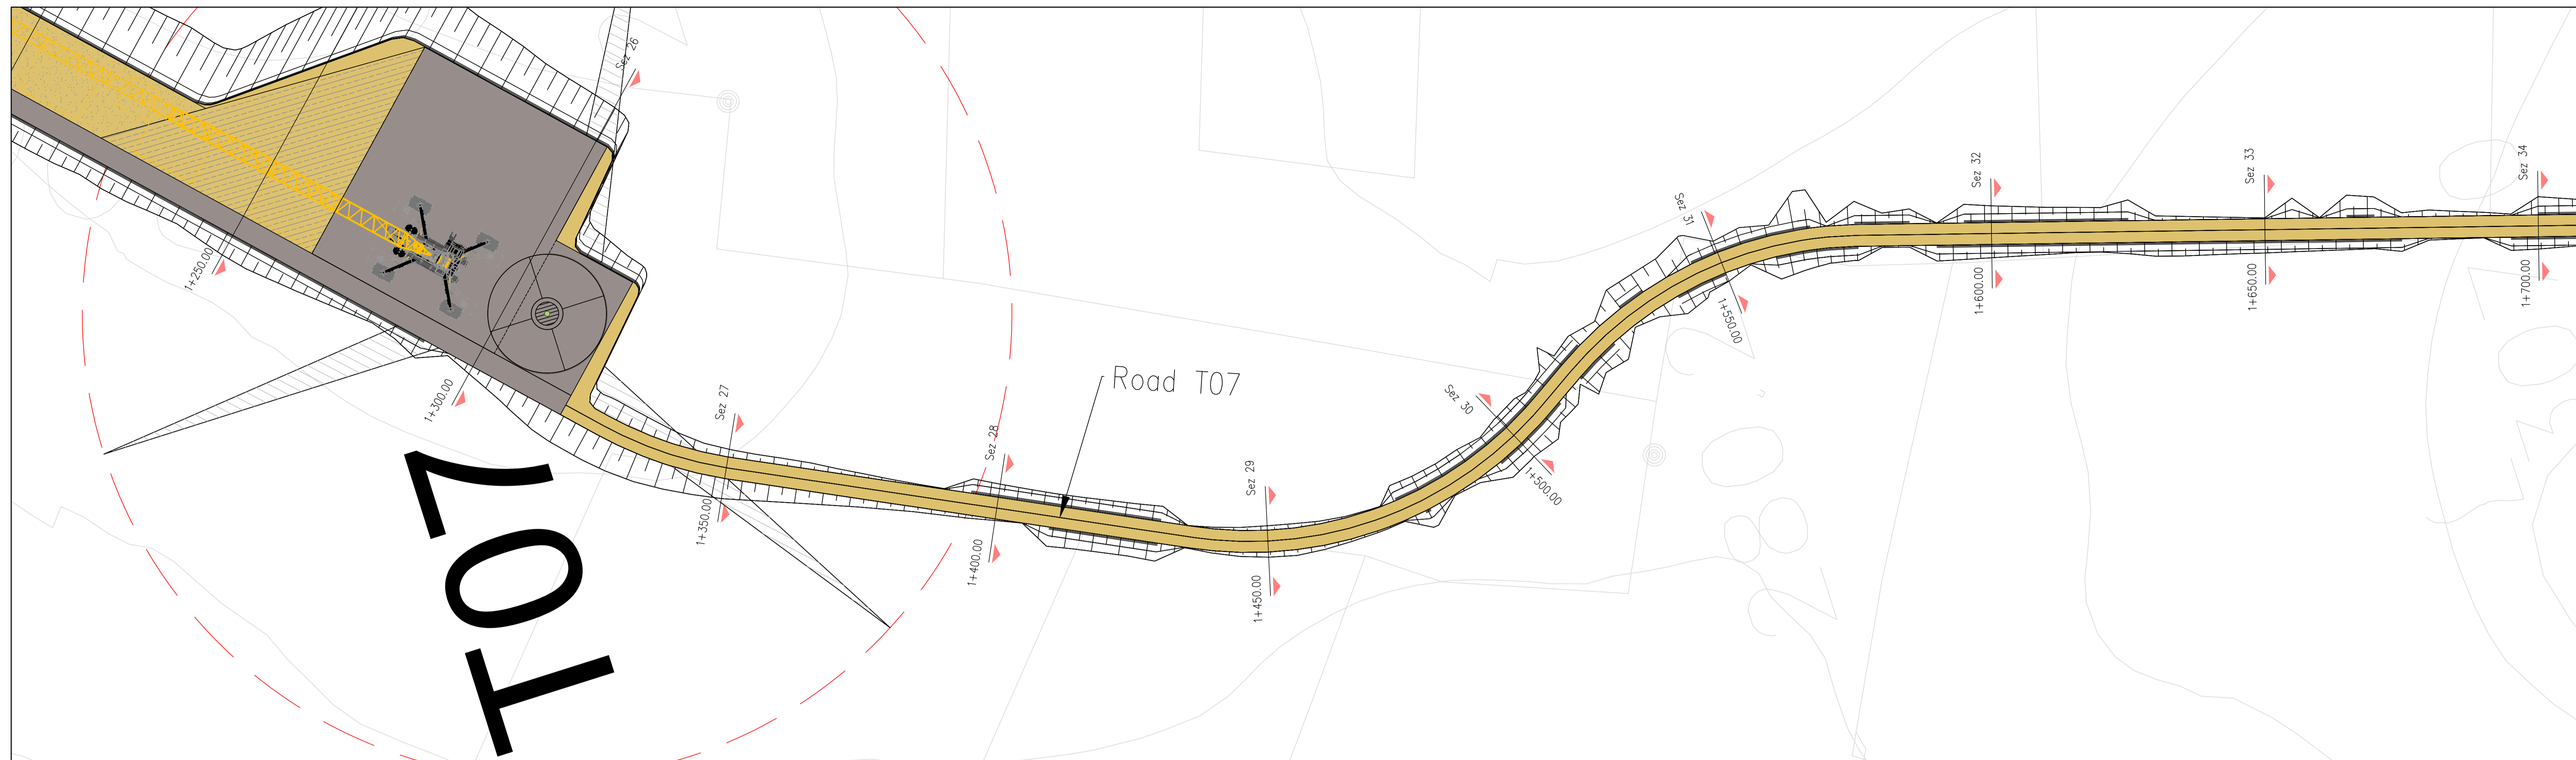 Sez 26
1+250.00
1+300.00
T07
Sez 27
1+350.00
Sez 28
1+400.00
Road T07
Sez 29
1+450.00
Sez 30
1+500.00
Sez 31
1+550.00
Sez 32
1+600.00
Sez 33
1+650.00
Sez 34
1+700.00